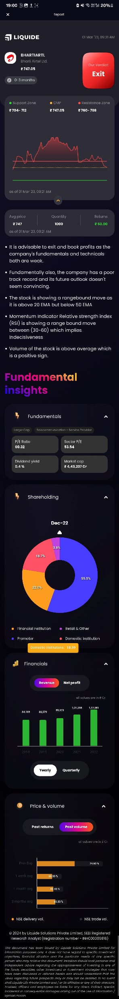 19:00 20%
Report
LIQUIDE 01 Mar '23, 09:21 AM
BHARTIARTL
Bharti Airtel Ltd.
₹ 747.05
0-3 months
Our Verdict:
Exit
Support Zone CMP Resistance Zone
₹ 704- 712 ₹ 747.05 ₹ 760- 768
as of 01 Mar '23, 09:21 AM
Avg price Quantity Returns
₹ 747 1000 ₹ 50.00
as of 01 Mar '23, 09:21 AM
• It is advisable to exit and book profits as the
company's fundamentals and technicals
both are weak.
• Fundamentally also, the company has a poor
track record and its future outlook doesn't
seem convincing.
• The stock is showing a rangebound move as
it is above 20 EMA but below 50 EMA
• Momentum Indicator Relative strength index
(RSI) is showing a range bound move
between (30-60) which implies
Indecisiveness
• Volume of the stock is above average which
is a positive sign.
Fundamental
insights
Fundamentals
Large-Cap Telecommunication - Service Provider
P/E Ratio Sector P/E
60.32 53.54
Dividend yield Market cap
0.4 % ₹ 4,43,237 Cr
Shareholding
Dec-22
3.8%
18.7%
55.5%
22.0%
Financial Institution Retail & Other
Promoter Domestic Institution
Domestic Institutions: 18.59
Financials
Revenue Net profit
all values are in ₹ Cr
84,169 83,579 89,473 1,01,258 1,17,081
2018 2019 2020 2021 2022
Yearly Quarterly
Price & volume
Past returns Past volume
all values are in ₹ Cr
Prev Day 74.60 %
1 week avg 63.30 %
1 month avg 62.45 %
3 months avg 63.33 %
NSE delivery vol. NSE trade vol.
© 2024 by Liquide Solutions Private Limited, SEBI Registered
Research Analyst (Registration number - INH000009816)
This document has been issued by Liquide Solutions Private Limited for
information purposes only. It does not have regard to specific investment
objectives, financial situation and the particular needs of any specific
person who may receive this document. Investors should seek personal and
independent advice regarding the appropriateness of investing in any of
the funds, securities, other investment or investment strategies that may
have been discussed or referred herein and should understand that the
views regarding future prospects may or may not be realized. In no event
shall Liquide Life Private Limited and / or its affiliates or any of their directors,
trustees, officers and employees be liable for any direct, indirect, special,
incidental or consequential damages arising out of the use of information /
opinion herein.